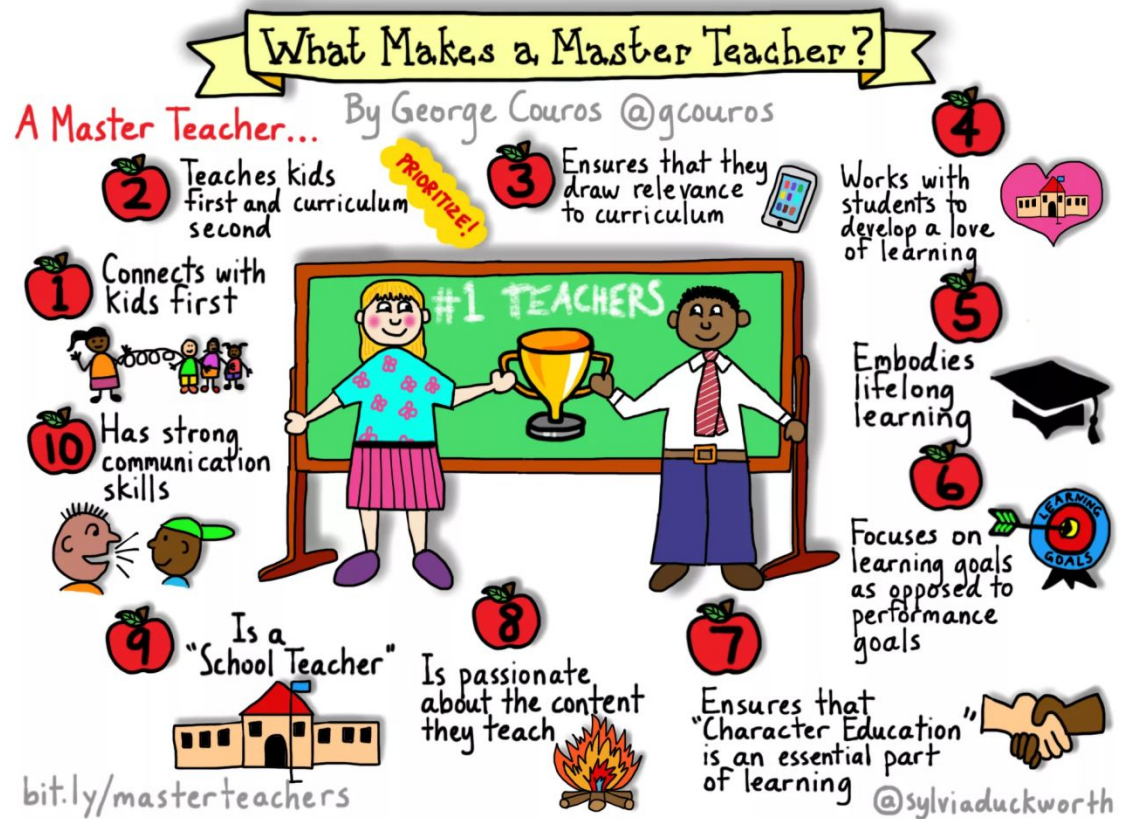 What Makes a Master Teacher?
By George Couros @gcouros
A Master Teacher...
1
Connects with
kids first
2
Teaches kids
first and curriculum
second
PRIORITIZE!
3
Ensures that they
draw relevance
to curriculum
4
Works with
students to
develop a love
of learning
5
Embodies
lifelong
learning
6
Focuses on
learning goals
as opposed to
performance
goals
LEARNING
GOALS
7
Ensures that
"Character Education"
is an essential part
of learning
8
Is passionate
about the content
they teach
9
Is a
"School Teacher"
10
Has strong
communication
skills
#1 TEACHERS
bit.ly/masterteachers
@sylviaduckworth